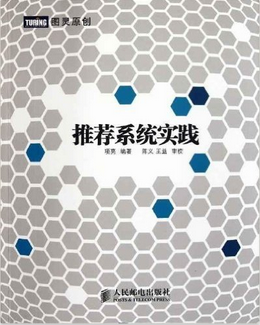 TURING 图灵原创
推荐系统实践
项亮 编著 陈义 王益 审校
人民邮电出版社
POSTS & TELECOM PRESS